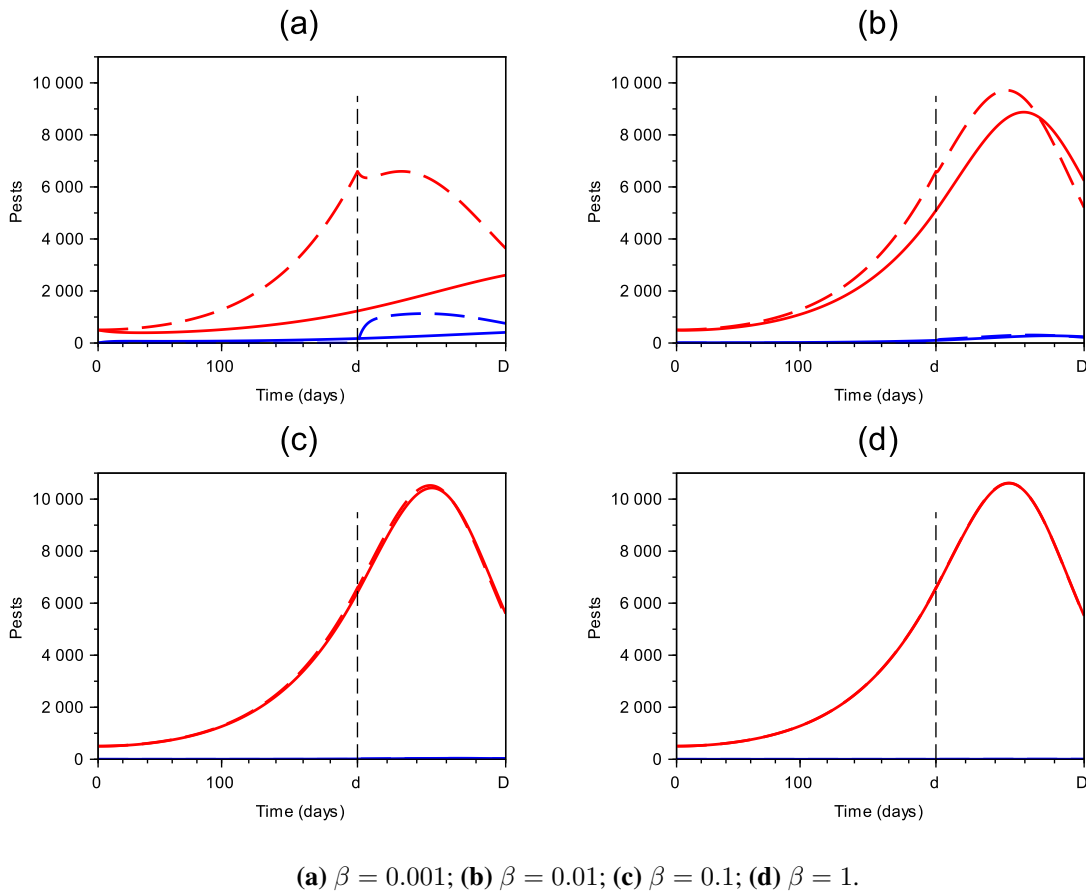 (a)
(b)
10 000
8 000
6 000
4 000
2 000
0
Pests
0
100
d
D
Time (days)
10 000
8 000
6 000
4 000
2 000
0
Pests
0
100
d
D
Time (days)
(c)
(d)
10 000
8 000
6 000
4 000
2 000
0
Pests
0
100
d
D
Time (days)
10 000
8 000
6 000
4 000
2 000
0
Pests
0
100
d
D
Time (days)
(a) β = 0.001; (b) β = 0.01; (c) β = 0.1; (d) β = 1.